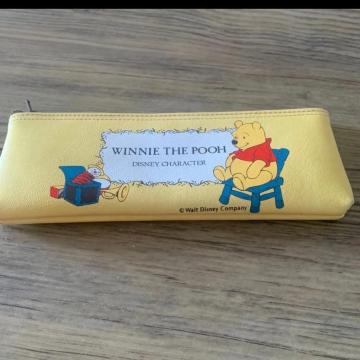 WINNIE THE POOH
DISNEY CHARACTER
© Walt Disney Company